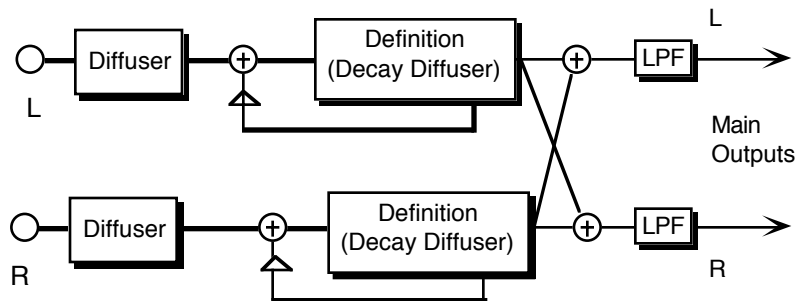 L
Diffuser
+
Definition
(Decay Diffuser)
+
LPF
L
Main
Outputs
Diffuser
+
Definition
(Decay Diffuser)
+
LPF
R
R